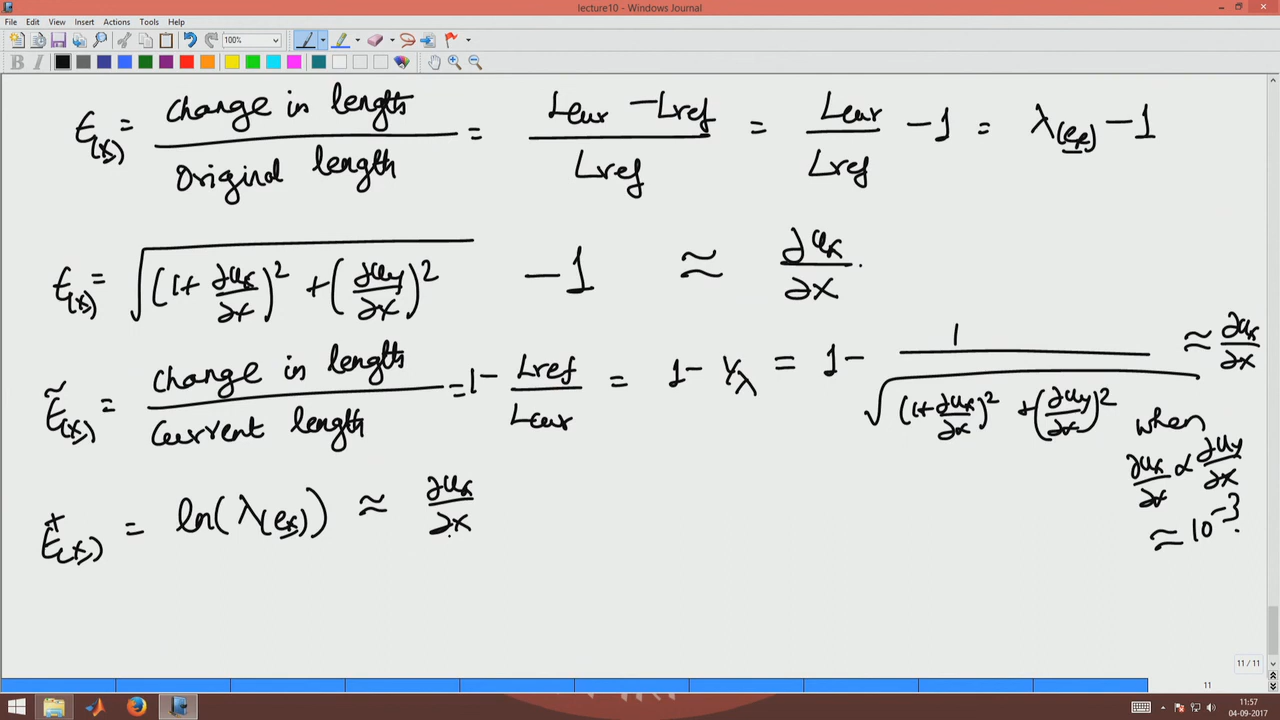 lecture10 - Windows Journal
File Edit View Insert Actions Tools Help
100%
B I
ε(x) = change in length / Original length = Lcur − Lref / Lref = Lcur / Lref − 1 = λ(ex) − 1
ε(x) = √((1+ ∂ux/∂x)² + (∂uy/∂x)²) − 1 ≈ ∂ux/∂x.
ε̃(x) = change in length / Current length = 1 − Lref / Lcur = 1 − 1/λ = 1 − 1 / √((1+∂ux/∂x)² + (∂uy/∂x)²) ≈ ∂ux/∂x
when
∂ux/∂x α ∂uy/∂x
≈ 10⁻³.
ε⁺(x) = ln(λ(ex)) ≈ ∂ux/∂x
11 / 11
11
11:57
04-09-2017